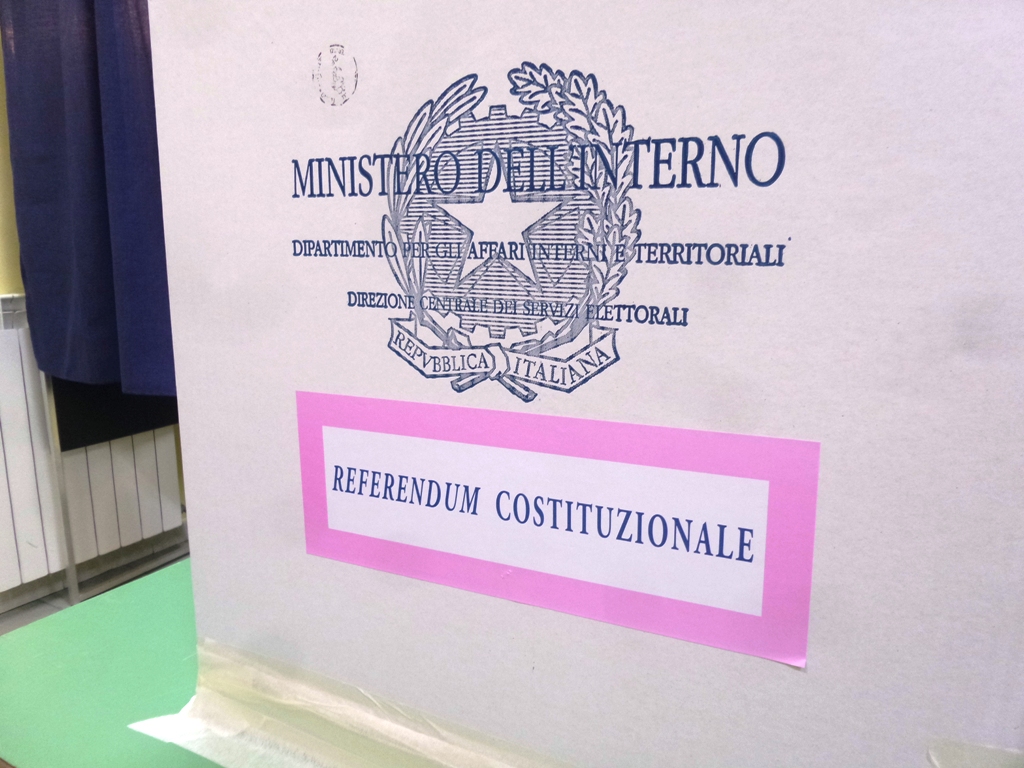 MINISTERO DELL'INTERNO
DIPARTIMENTO PER GLI AFFARI INTERNI E TERRITORIALI
DIREZIONE CENTRALE DEI SERVIZI ELETTORALI
REPVBBLICA ITALIANA
REFERENDUM COSTITUZIONALE